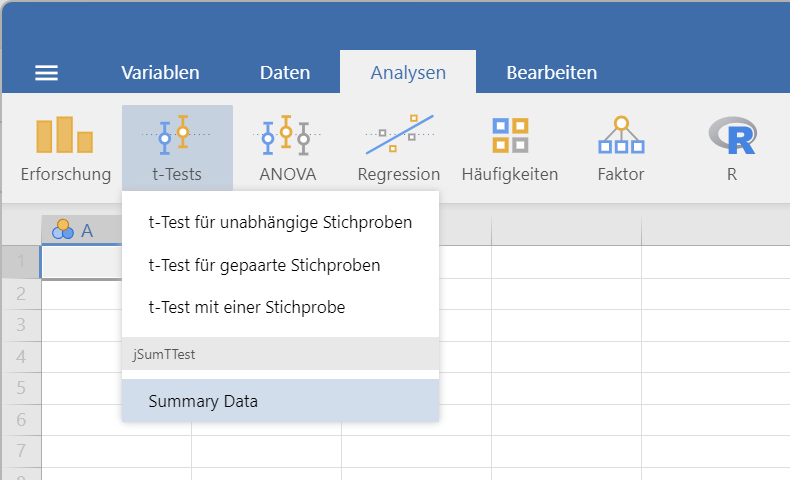 Variablen Daten Analysen Bearbeiten
Erforschung t-Tests ANOVA Regression Häufigkeiten Faktor R
t-Test für unabhängige Stichproben
A
1
t-Test für gepaarte Stichproben
2
t-Test mit einer Stichprobe
3
jSumTTest
4
5
Summary Data
6
7